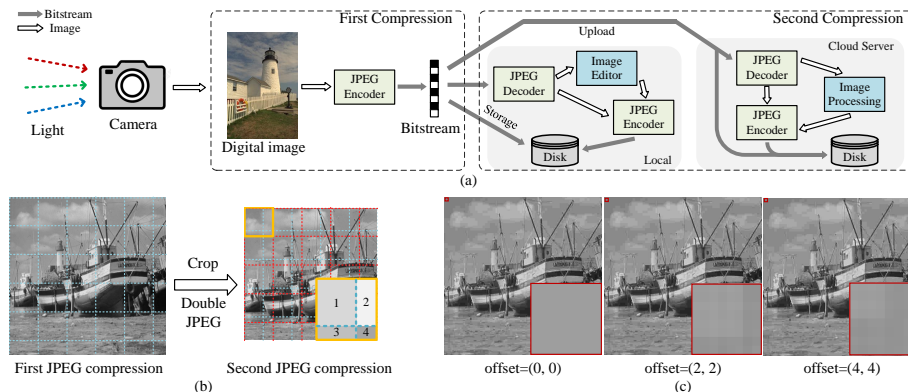 Bitstream
Image
First Compression
Second Compression
Upload
Cloud Server
Light
Camera
Digital image
JPEG
Encoder
Bitstream
Storage
JPEG
Decoder
Image
Editor
JPEG
Encoder
Disk
Local
JPEG
Decoder
Image
Processing
JPEG
Encoder
Disk
(a)
Crop
Double
JPEG
1
2
3
4
First JPEG compression
Second JPEG compression
(b)
offset=(0, 0)
offset=(2, 2)
offset=(4, 4)
(c)